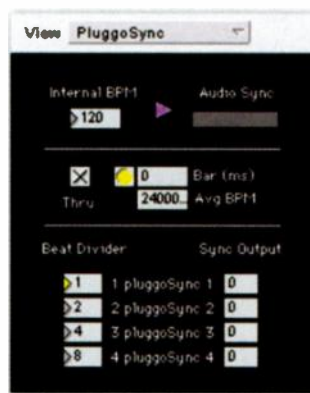 View PluggoSync
Internal BPM Audio Sync
120
0 Bar (ms)
Thru 24000.. Avg BPM
Beat Divider Sync Output
1 1 pluggoSync 1 0
2 2 pluggoSync 2 0
4 3 pluggoSync 3 0
8 4 pluggoSync 4 0